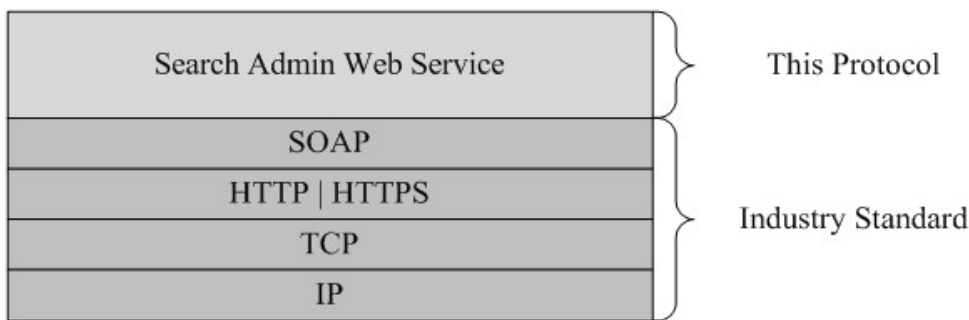 Search Admin Web Service
This Protocol
SOAP
HTTP | HTTPS
TCP
IP
Industry Standard